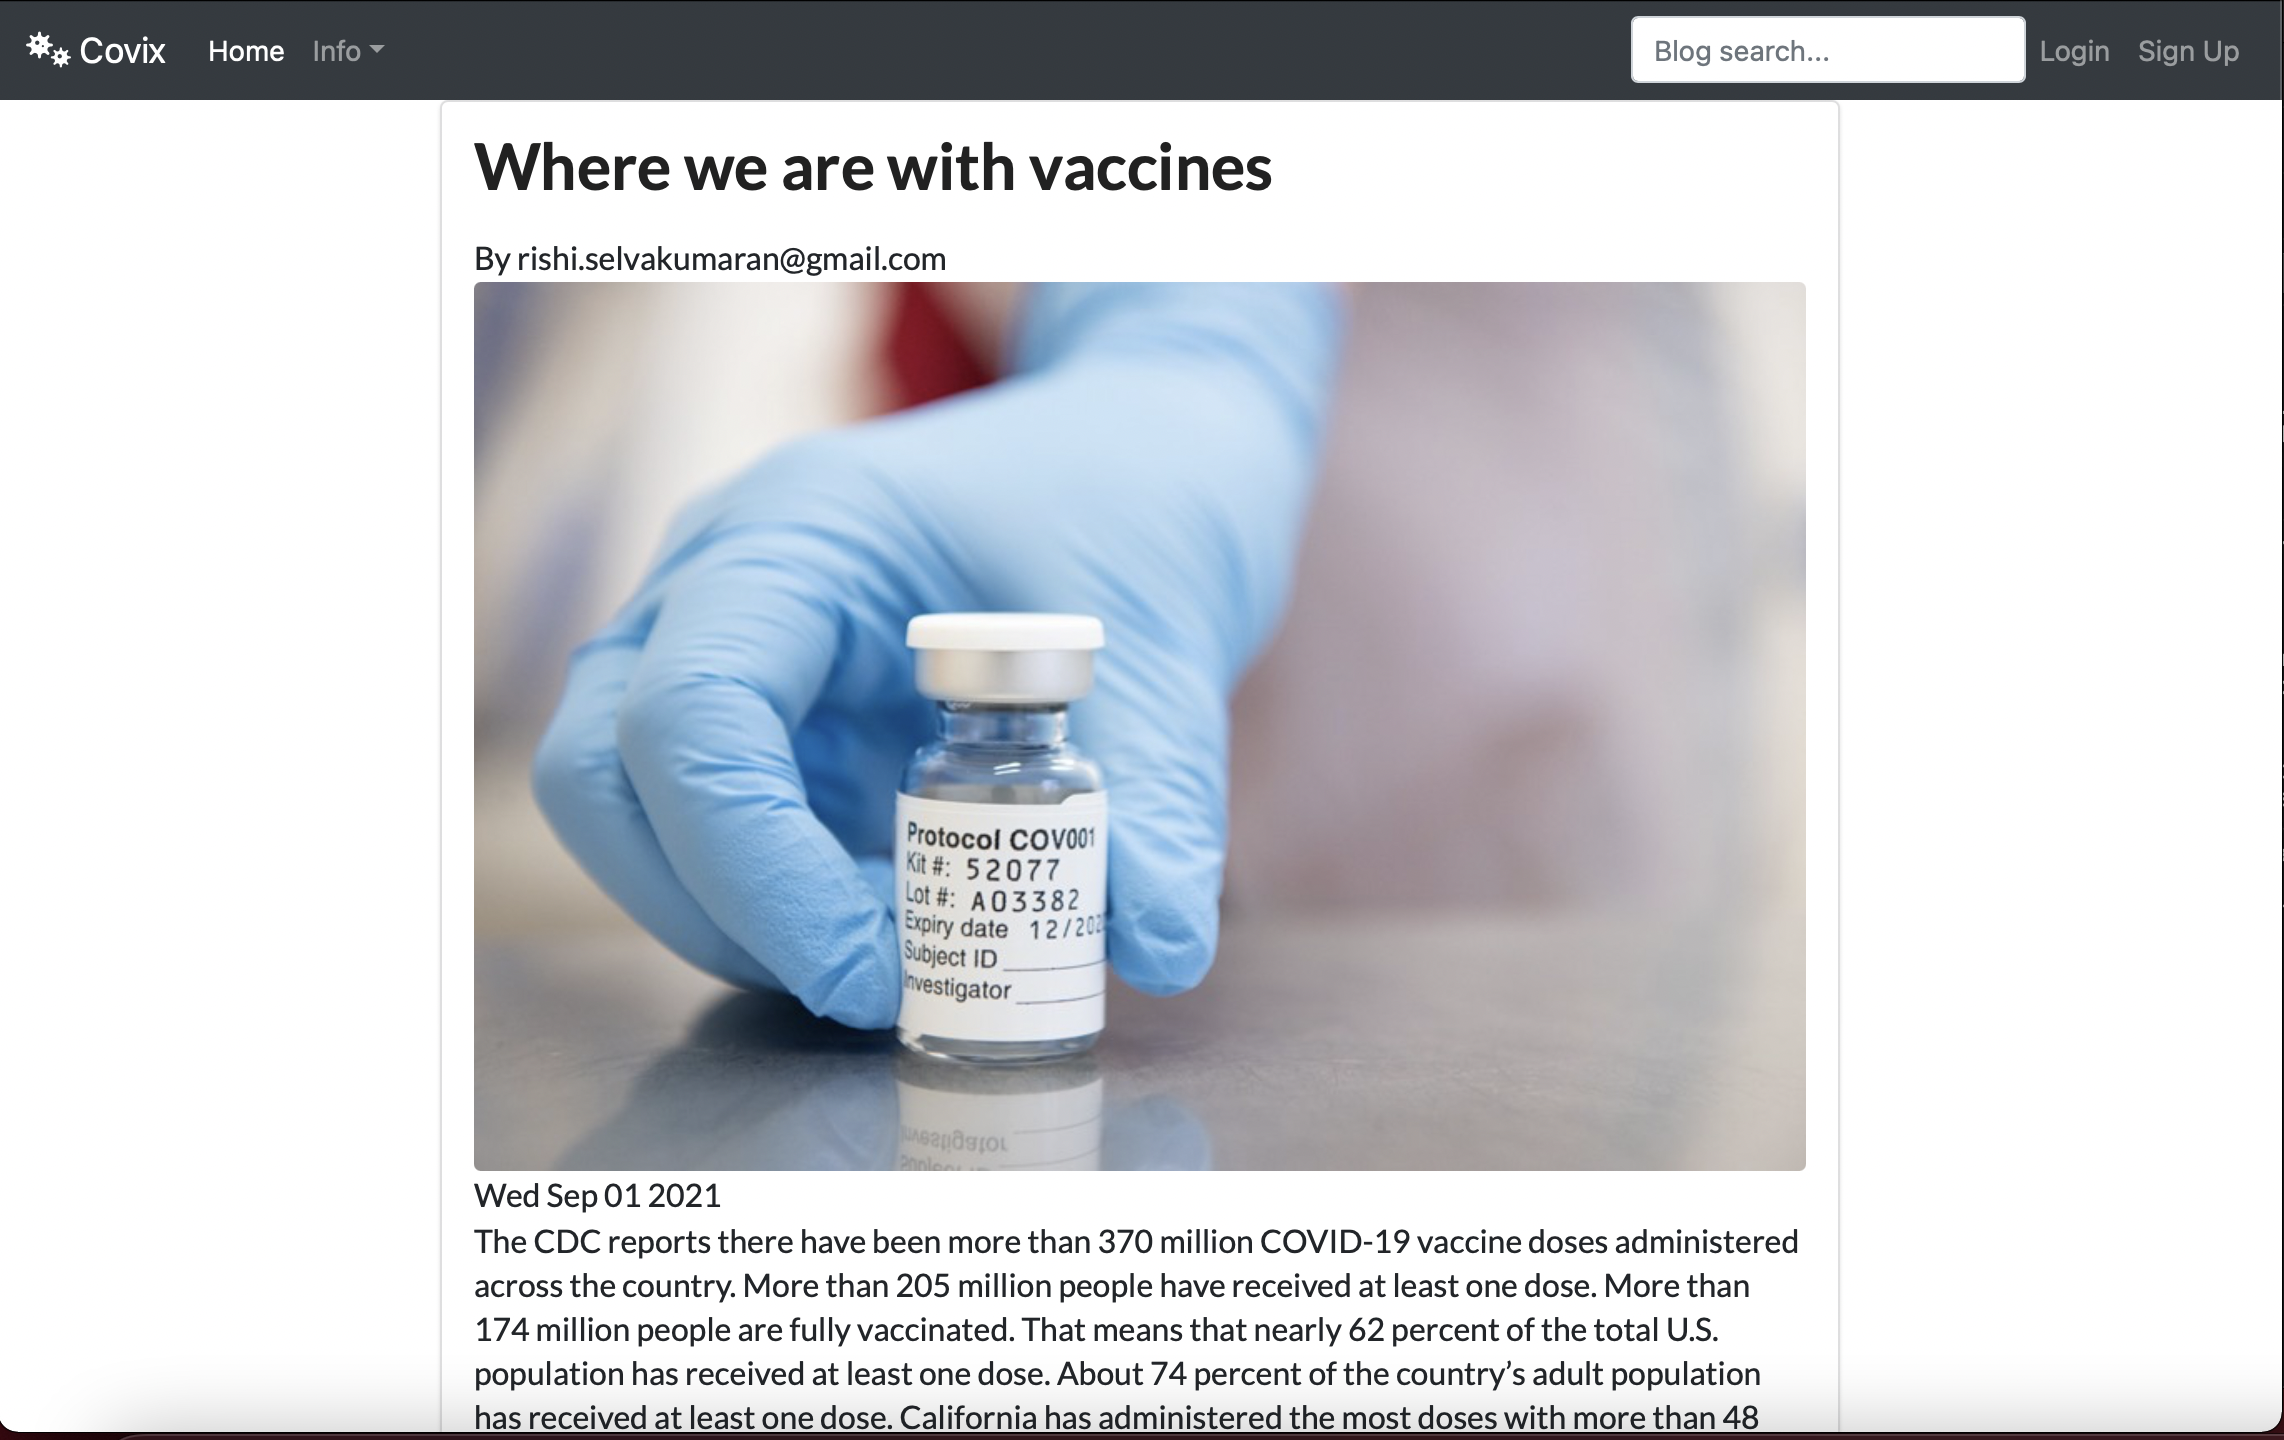 Covix Home Info Blog search... Login Sign Up
Where we are with vaccines
By rishi.selvakumaran@gmail.com
Protocol COV001
Kit #: 52077
Lot #: A03382
Expiry date 12/202
Subject ID
Investigator
Investigator
Subject ID
Wed Sep 01 2021
The CDC reports there have been more than 370 million COVID-19 vaccine doses administered
across the country. More than 205 million people have received at least one dose. More than
174 million people are fully vaccinated. That means that nearly 62 percent of the total U.S.
population has received at least one dose. About 74 percent of the country’s adult population
has received at least one dose. California has administered the most doses with more than 48